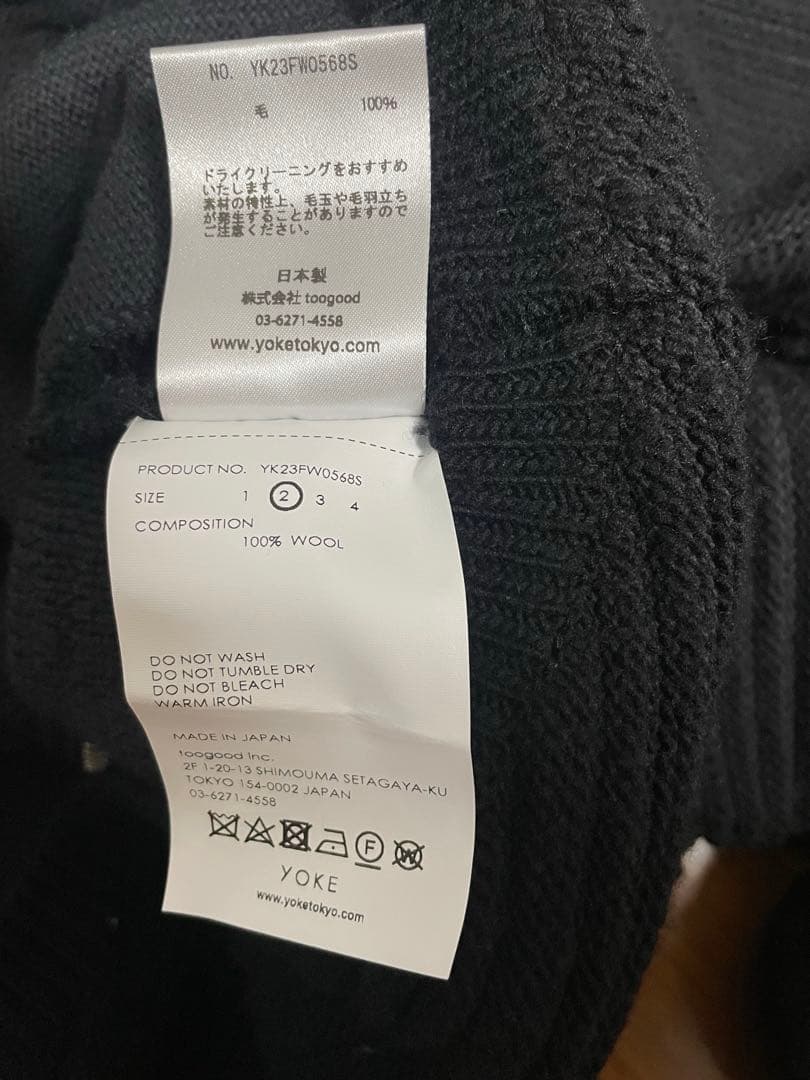 NO. YK23FW0568S
毛 100%
ドライクリーニングをおすすめ
いたします。
素材の特性上、毛玉や毛羽立ち
が発生することがありますので
ご注意ください。
日本製
株式会社 toogood
03-6271-4558
www.yoketokyo.com
PRODUCT NO. YK23FW0568S
SIZE 1 2 3 4
COMPOSITION
100% WOOL
DO NOT WASH
DO NOT TUMBLE DRY
DO NOT BLEACH
WARM IRON
MADE IN JAPAN
toogood Inc.
2F 1-20-13 SHIMOUMA SETAGAYA-KU
TOKYO 154-0002 JAPAN
03-6271-4558
F W
YOKE
www.yoketokyo.com